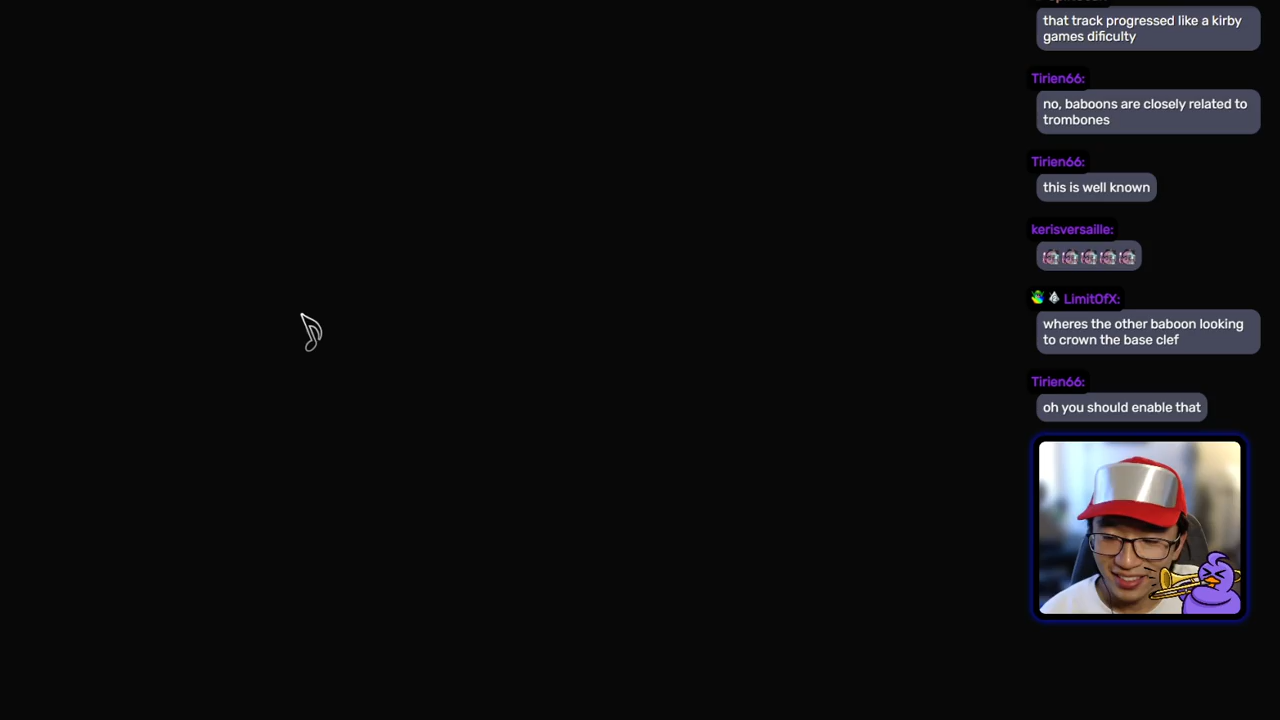 that track progressed like a kirby
games dificulty
Tirien66:
no, baboons are closely related to
trombones
Tirien66:
this is well known
kerisversaille:
LimitOfX:
wheres the other baboon looking
to crown the base clef
Tirien66:
oh you should enable that